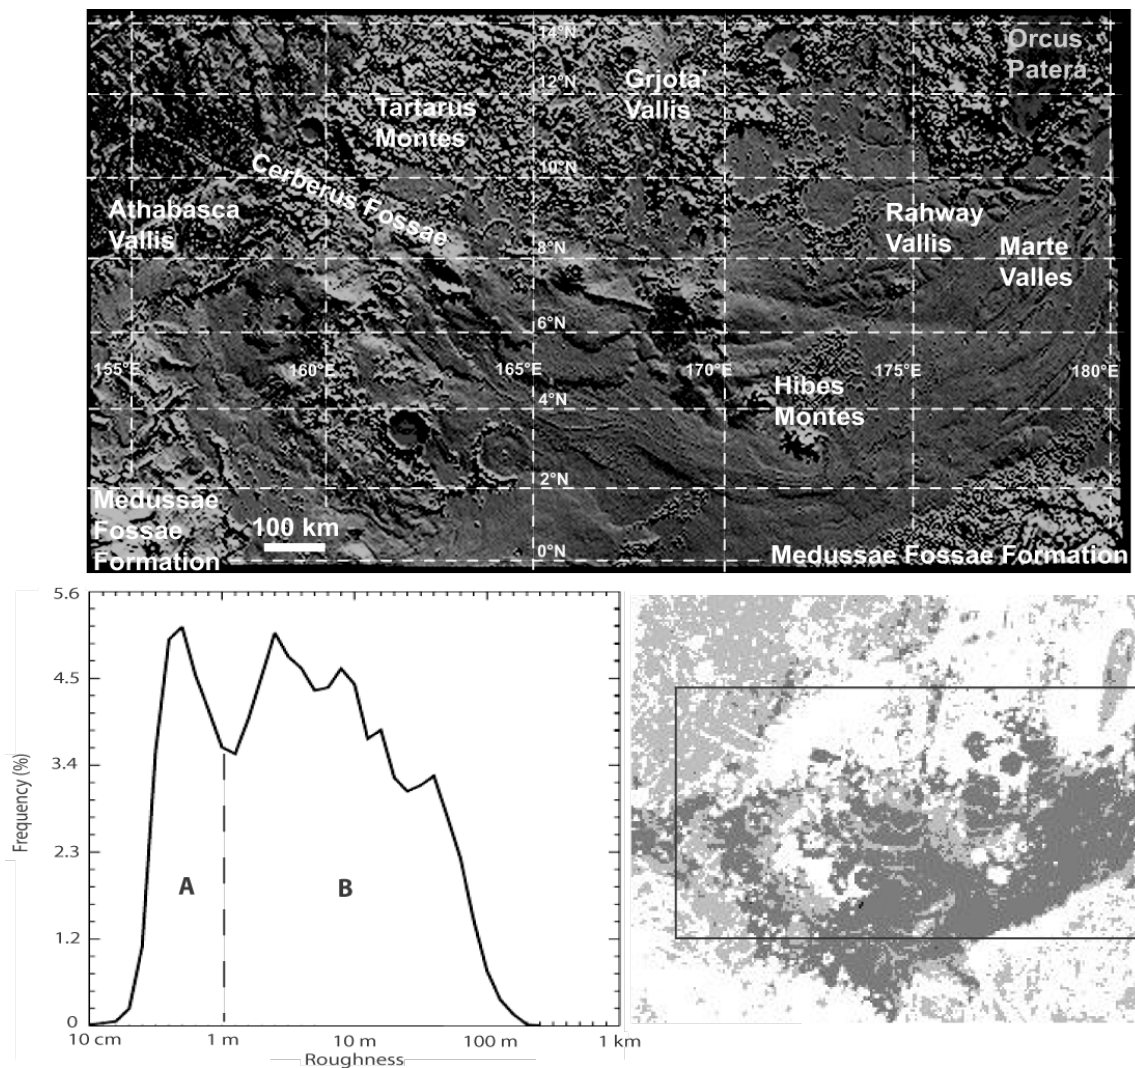 14°N
Orcus
Patera
Grjota'
Vallis
12°N
Tartarus
Montes
10°N
Cerberus Fossae
Athabasca
Vallis
Rahway
Vallis
Marte
Valles
8°N
6°N
155°E
160°E
165°E
170°E
175°E
180°E
Hibes
Montes
4°N
2°N
Medussae
Fossae
Formation
100 km
0°N
Medussae Fossae Formation
5.6
4.5
3.4
2.3
1.2
0
Frequency (%)
A
B
10 cm
1 m
10 m
100 m
1 km
Roughness